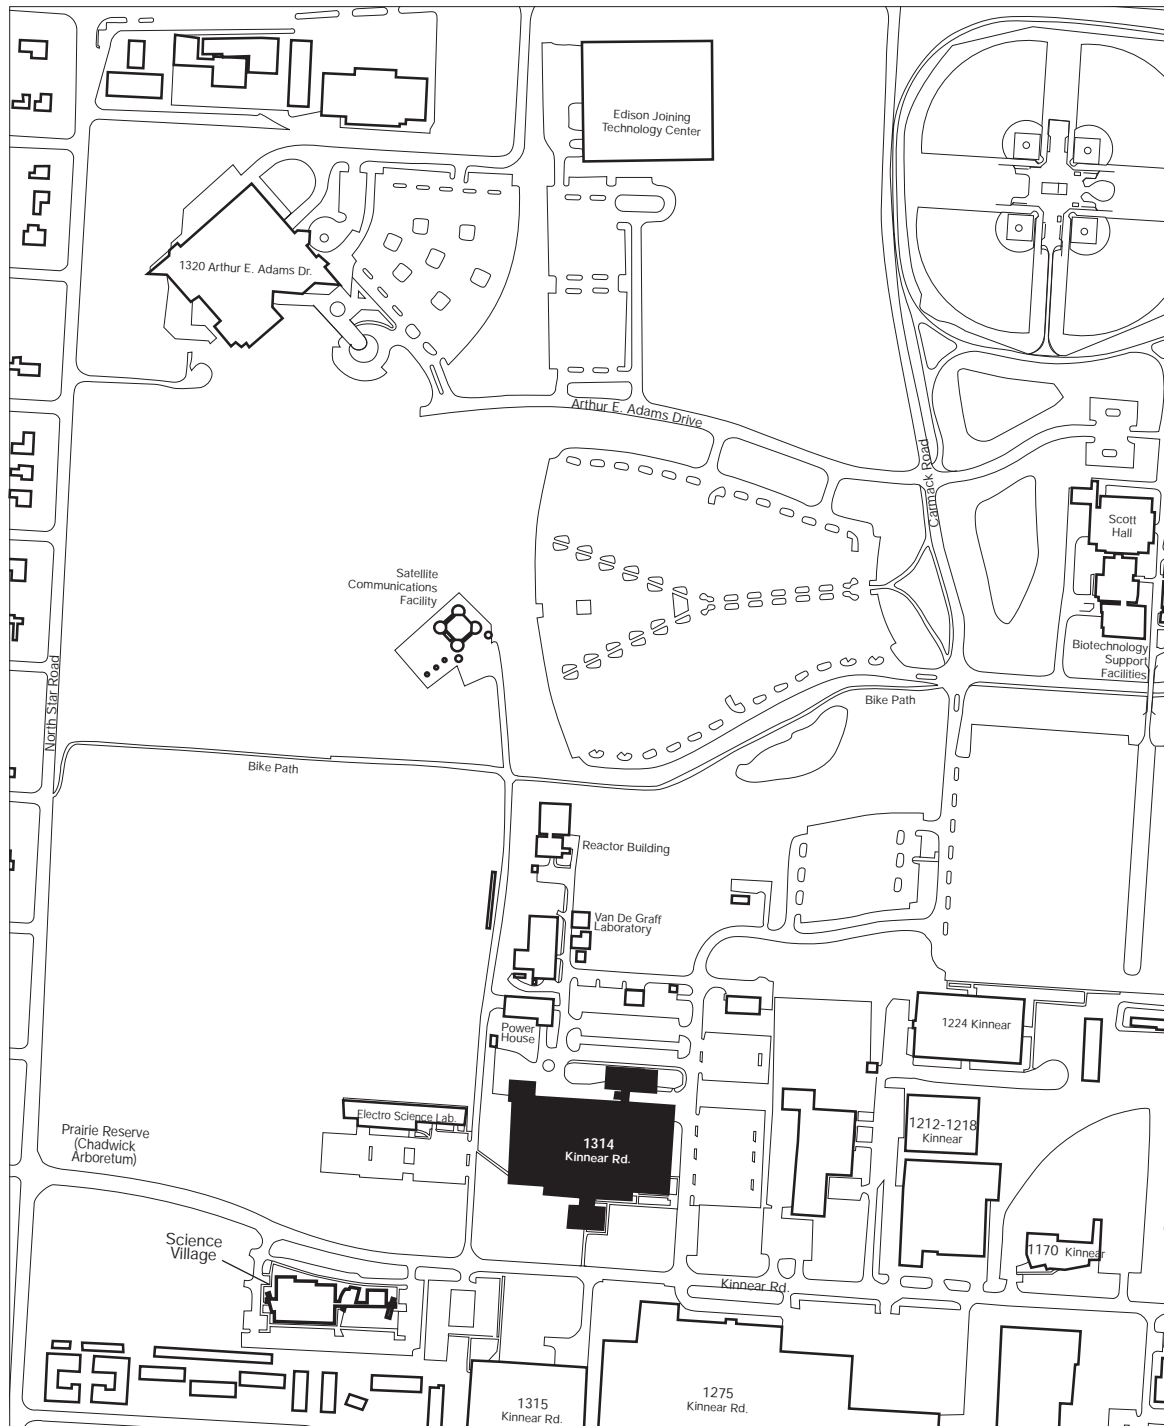 Edison Joining
Technology Center
1320 Arthur E. Adams Dr.
Arthur E. Adams Drive
Carmack Road
Scott
Hall
Satellite
Communications
Facility
Biotechnology
Support
Facilities
North Star Road
Bike Path
Bike Path
Reactor Building
Van De Graff
Laboratory
1224 Kinnear
Power
House
Electro Science Lab.
1212-1218
Kinnear
Prairie Reserve
(Chadwick
Arboretum)
1314
Kinnear Rd.
Science
Village
1170 Kinnear
Kinnear Rd.
1315
Kinnear Rd.
1275
Kinnear Rd.